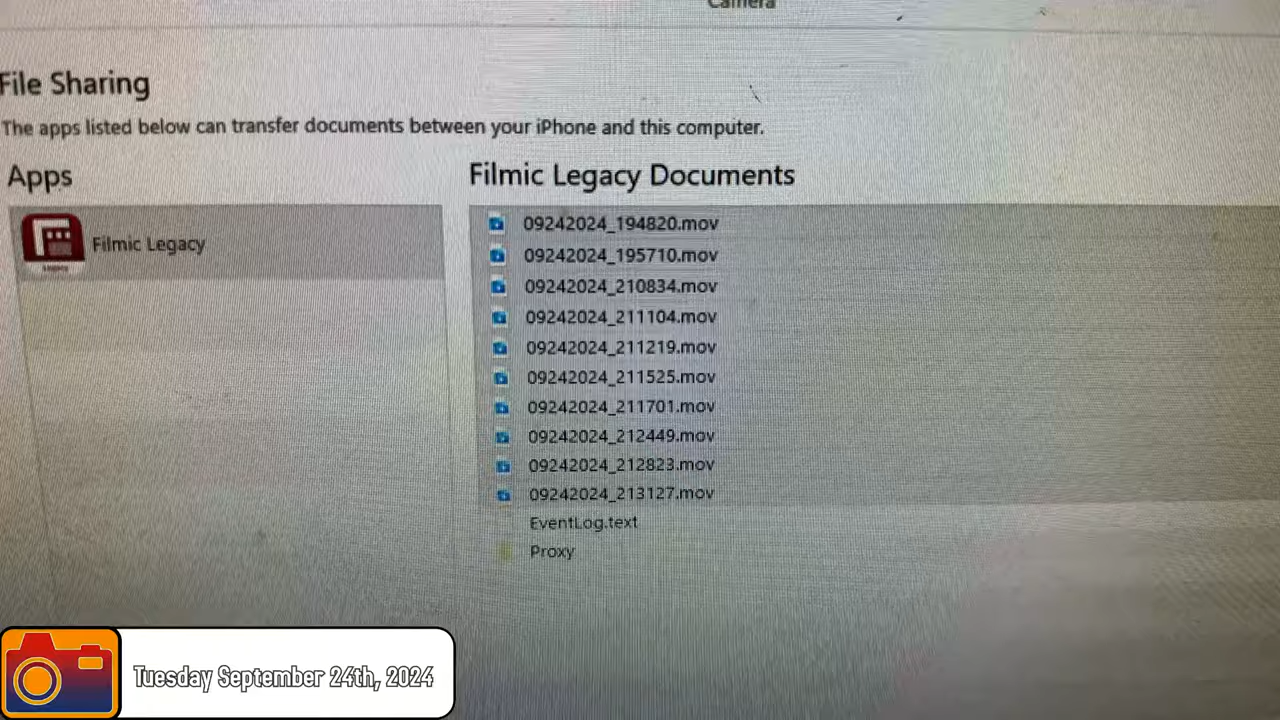 Camera
File Sharing
The apps listed below can transfer documents between your iPhone and this computer.
Apps
Filmic Legacy Documents
Filmic Legacy
09242024_194820.mov
09242024_195710.mov
09242024_210834.mov
09242024_211104.mov
09242024_211219.mov
09242024_211525.mov
09242024_211701.mov
09242024_212449.mov
09242024_212823.mov
09242024_213127.mov
EventLog.text
Proxy
Tuesday September 24th, 2024